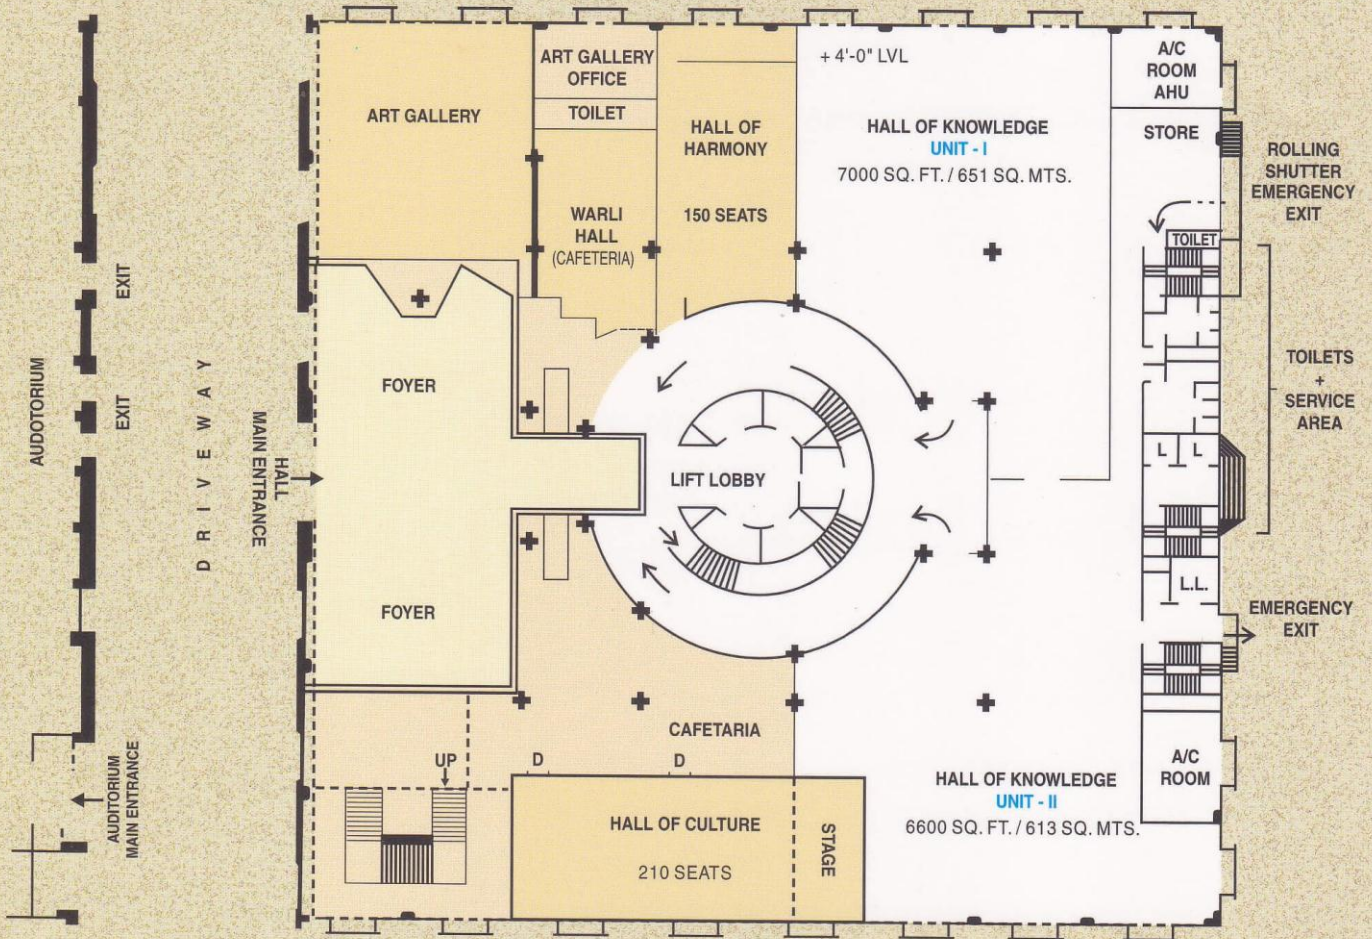 ART GALLERY
ART GALLERY
OFFICE
TOILET
WARLI
HALL
(CAFETERIA)
HALL OF
HARMONY
150 SEATS
+ 4'-0" LVL
HALL OF KNOWLEDGE
UNIT - I
7000 SQ. FT. / 651 SQ. MTS.
A/C
ROOM
AHU
STORE
TOILET
ROLLING
SHUTTER
EMERGENCY
EXIT
TOILETS
+
SERVICE
AREA
L
L
L.L.
EMERGENCY
EXIT
A/C
ROOM
AUDOTORIUM
EXIT
EXIT
DRIVEWAY
HALL
MAIN ENTRANCE
FOYER
FOYER
LIFT LOBBY
CAFETARIA
UP
D
D
AUDITORIUM
MAIN ENTRANCE
HALL OF CULTURE
210 SEATS
STAGE
HALL OF KNOWLEDGE
UNIT - II
6600 SQ. FT. / 613 SQ. MTS.